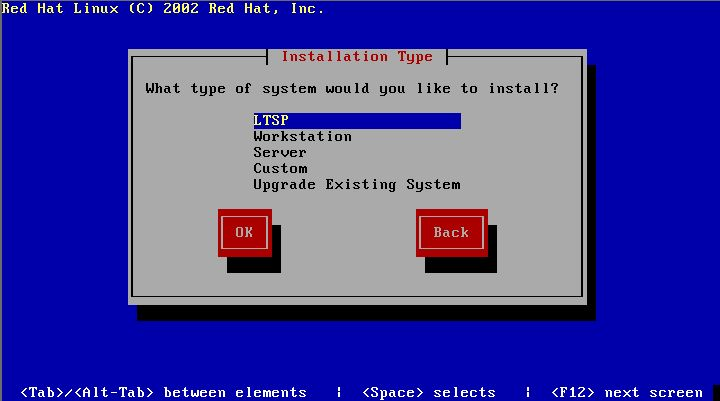 Red Hat Linux (C) 2002 Red Hat, Inc.
Installation Type
What type of system would you like to install?
LTSP
Workstation
Server
Custom
Upgrade Existing System
OK Back
<Tab>/<Alt-Tab> between elements | <Space> selects | <F12> next screen